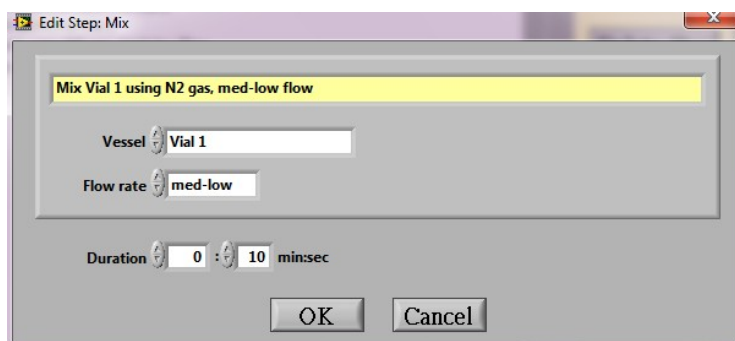 Edit Step: Mix
Mix Vial 1 using N2 gas, med-low flow
Vessel Vial 1
Flow rate med-low
Duration 0 : 10 min:sec
OK Cancel